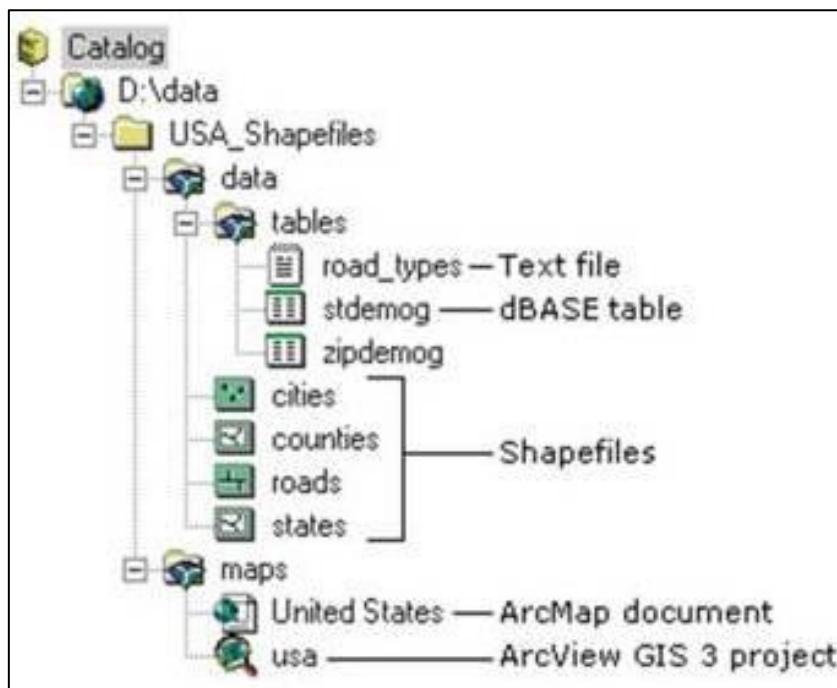 Catalog
D:\data
USA_Shapefiles
data
tables
road_types Text file
stdemog dBASE table
zipdemog
cities
counties
Shapefiles
roads
states
maps
United States ArcMap document
usa ArcView GIS 3 project